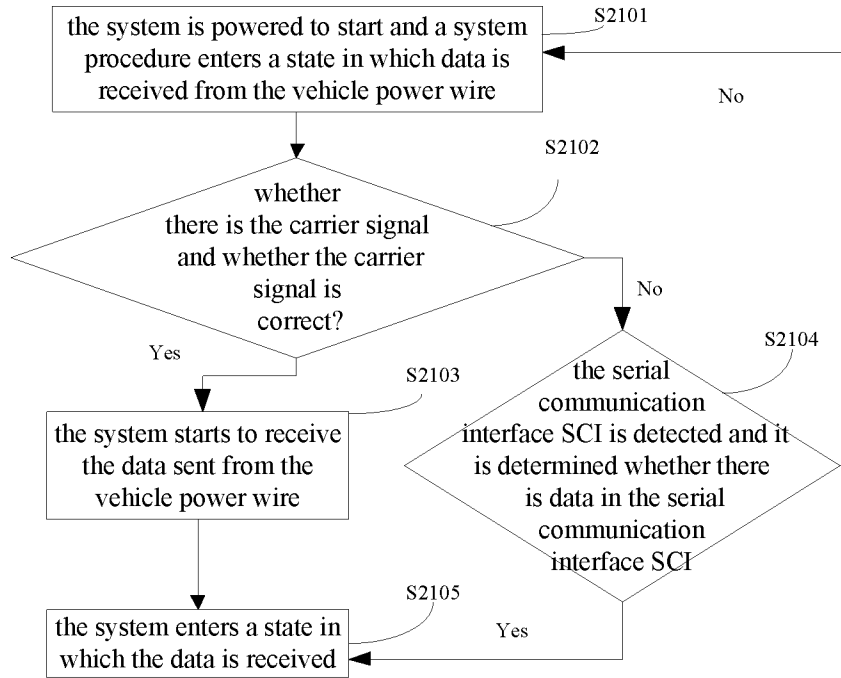 S2101
the system is powered to start and a system
procedure enters a state in which data is
received from the vehicle power wire
No
S2102
whether
there is the carrier signal
and whether the carrier
signal is
correct?
No
Yes
S2104
S2103
the serial
communication
interface SCI is detected and it
is determined whether there
is data in the serial
communication
interface SCI
the system starts to receive
the data sent from the
vehicle power wire
S2105
the system enters a state in
which the data is received
Yes